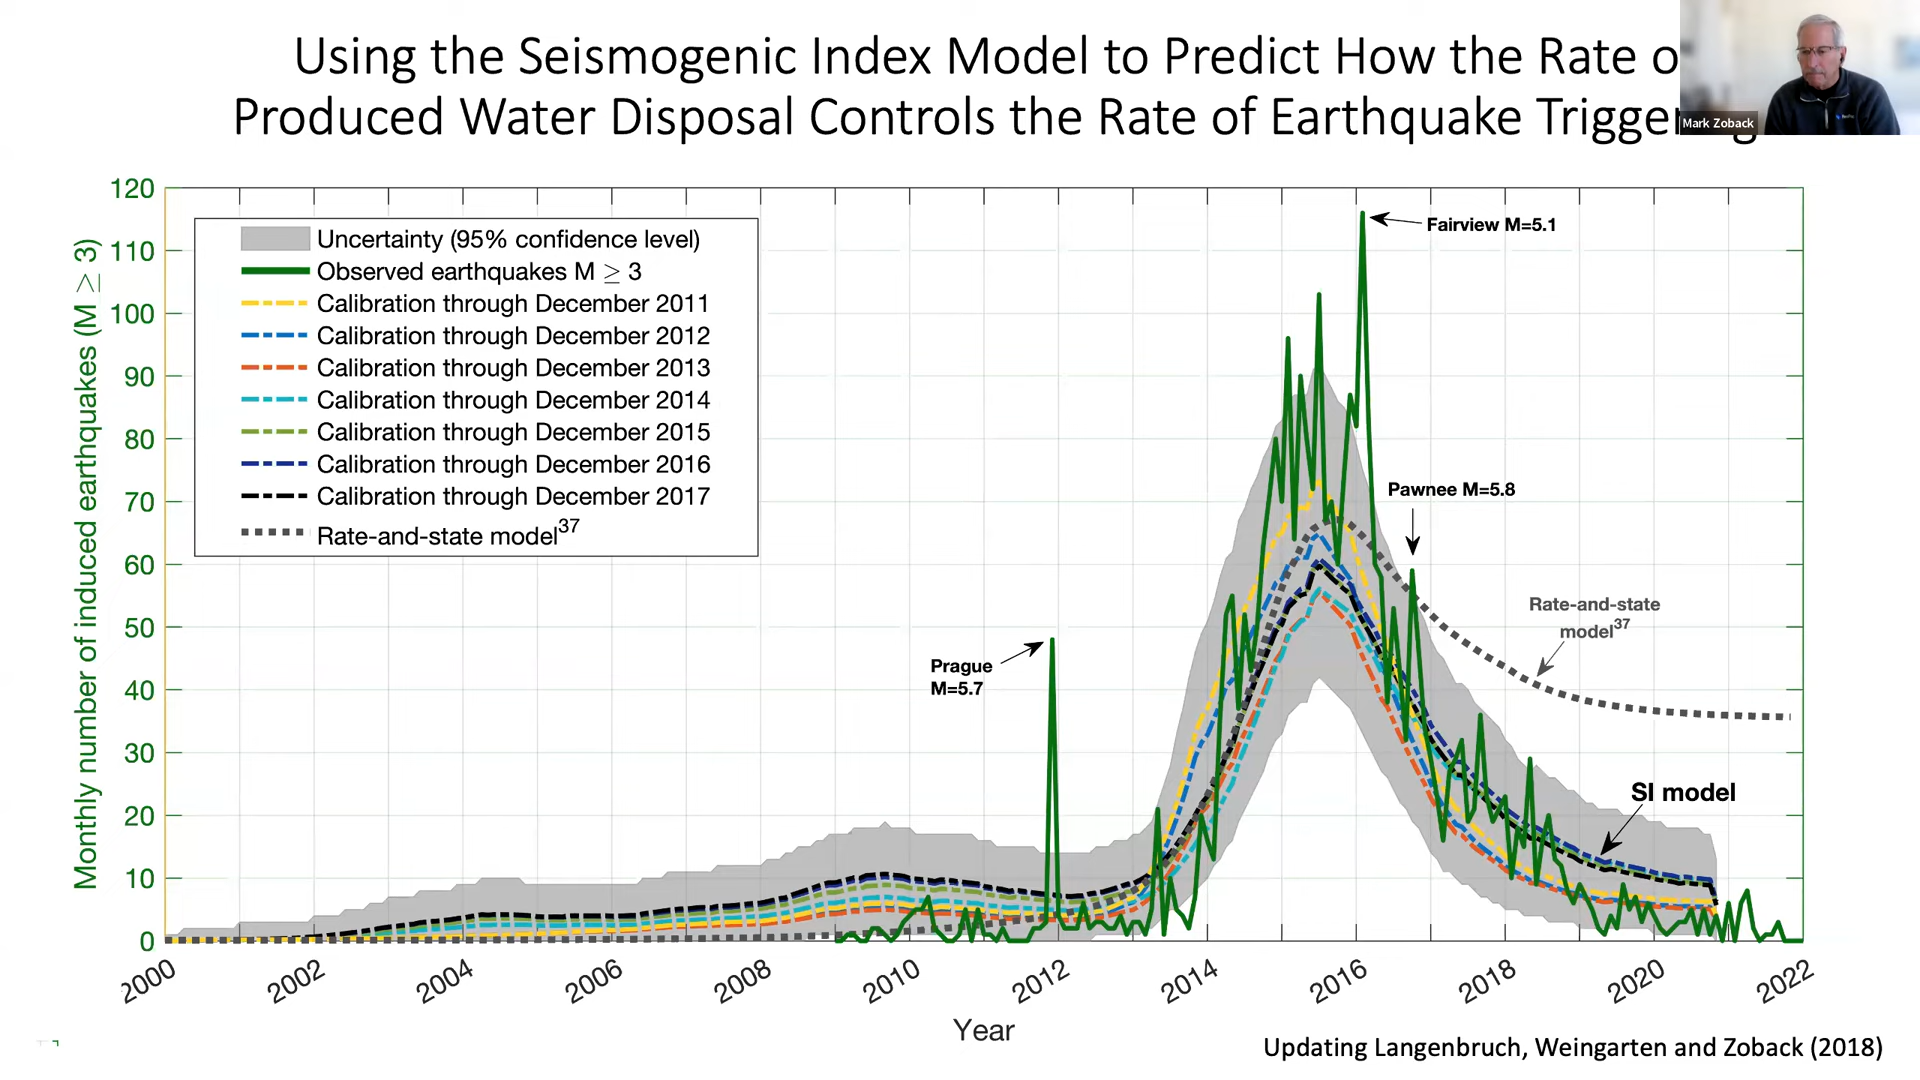 Using the Seismogenic Index Model to Predict How the Rate o
Produced Water Disposal Controls the Rate of Earthquake Trigge
Mark Zoback
120
110
100
90
80
70
60
50
40
30
20
10
0
Monthly number of induced earthquakes (M ≥ 3)
Uncertainty (95% confidence level)
Observed earthquakes M ≥ 3
Calibration through December 2011
Calibration through December 2012
Calibration through December 2013
Calibration through December 2014
Calibration through December 2015
Calibration through December 2016
Calibration through December 2017
Rate-and-state model37
Fairview M=5.1
Pawnee M=5.8
Prague
M=5.7
Rate-and-state
model37
SI model
2000
2002
2004
2006
2008
2010
2012
2014
2016
2018
2020
2022
Year
Updating Langenbruch, Weingarten and Zoback (2018)